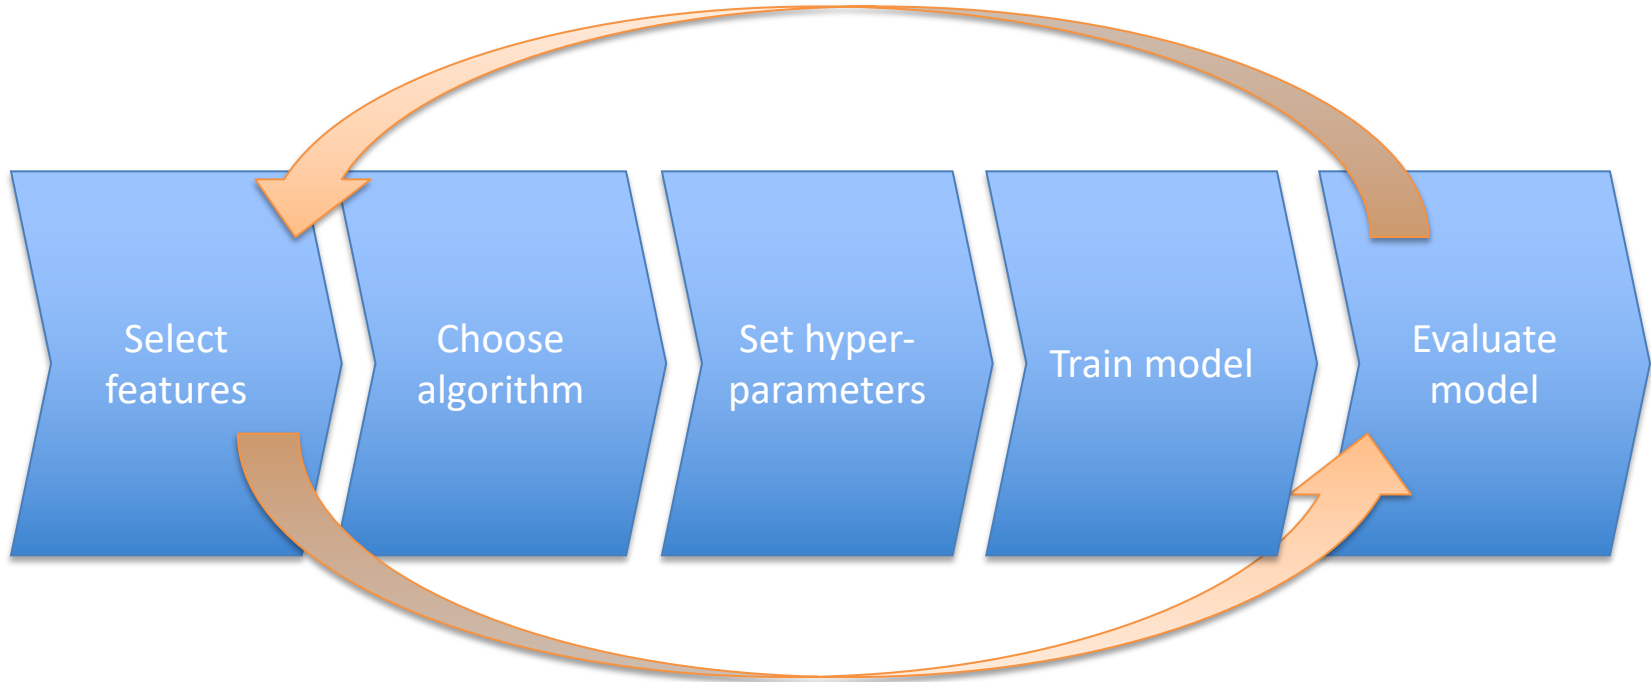 Select
features
Choose
algorithm
Set hyper-
parameters
Train model
Evaluate
model